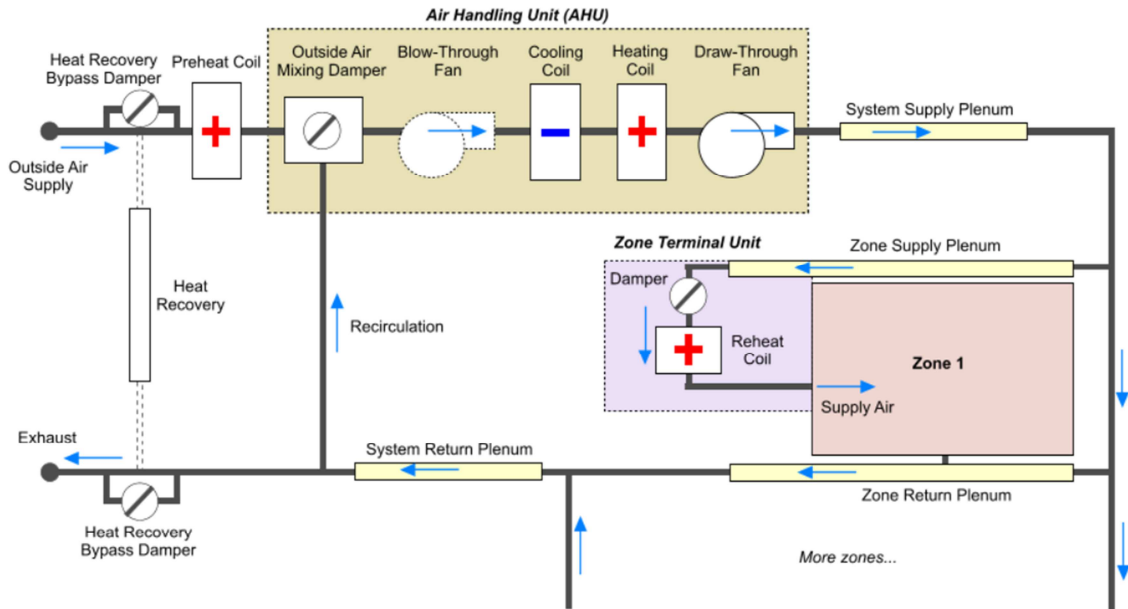 Air Handling Unit (AHU)
Heat Recovery
Bypass Damper
Preheat Coil
Outside Air
Mixing Damper
Blow-Through
Fan
Cooling
Coil
Heating
Coil
Draw-Through
Fan
System Supply Plenum
Outside Air
Supply
Zone Terminal Unit
Zone Supply Plenum
Damper
Heat
Recovery
Recirculation
Reheat
Coil
Zone 1
Supply Air
Exhaust
System Return Plenum
Zone Return Plenum
Heat Recovery
Bypass Damper
More zones...